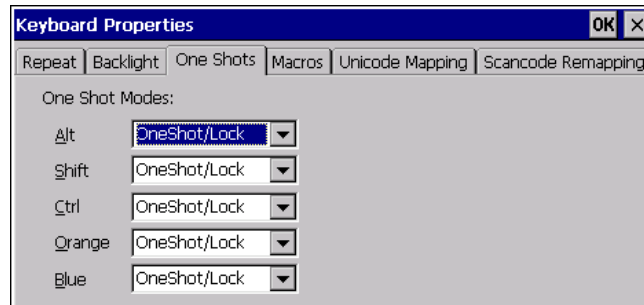 Keyboard Properties OK ×
Repeat Backlight One Shots Macros Unicode Mapping Scancode Remapping
One Shot Modes:
Alt OneShot/Lock
Shift OneShot/Lock
Ctrl OneShot/Lock
Orange OneShot/Lock
Blue OneShot/Lock